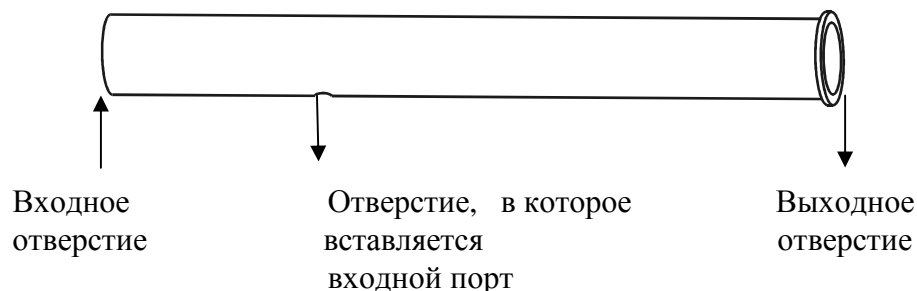 Входное
отверстие
Отверстие, в которое
вставляется
входной порт
Выходное
отверстие